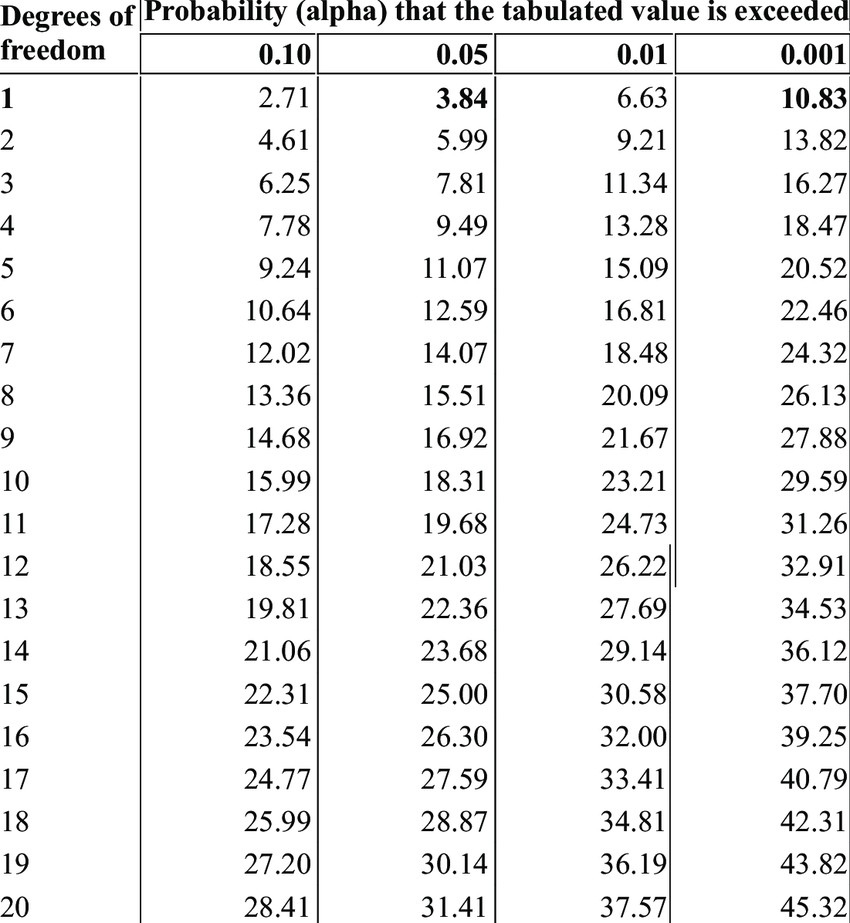 Degrees of freedom Probability (alpha) that the tabulated value is exceeded
0.10 0.05 0.01 0.001
1 2.71 3.84 6.63 10.83
2 4.61 5.99 9.21 13.82
3 6.25 7.81 11.34 16.27
4 7.78 9.49 13.28 18.47
5 9.24 11.07 15.09 20.52
6 10.64 12.59 16.81 22.46
7 12.02 14.07 18.48 24.32
8 13.36 15.51 20.09 26.13
9 14.68 16.92 21.67 27.88
10 15.99 18.31 23.21 29.59
11 17.28 19.68 24.73 31.26
12 18.55 21.03 26.22 32.91
13 19.81 22.36 27.69 34.53
14 21.06 23.68 29.14 36.12
15 22.31 25.00 30.58 37.70
16 23.54 26.30 32.00 39.25
17 24.77 27.59 33.41 40.79
18 25.99 28.87 34.81 42.31
19 27.20 30.14 36.19 43.82
20 28.41 31.41 37.57 45.32